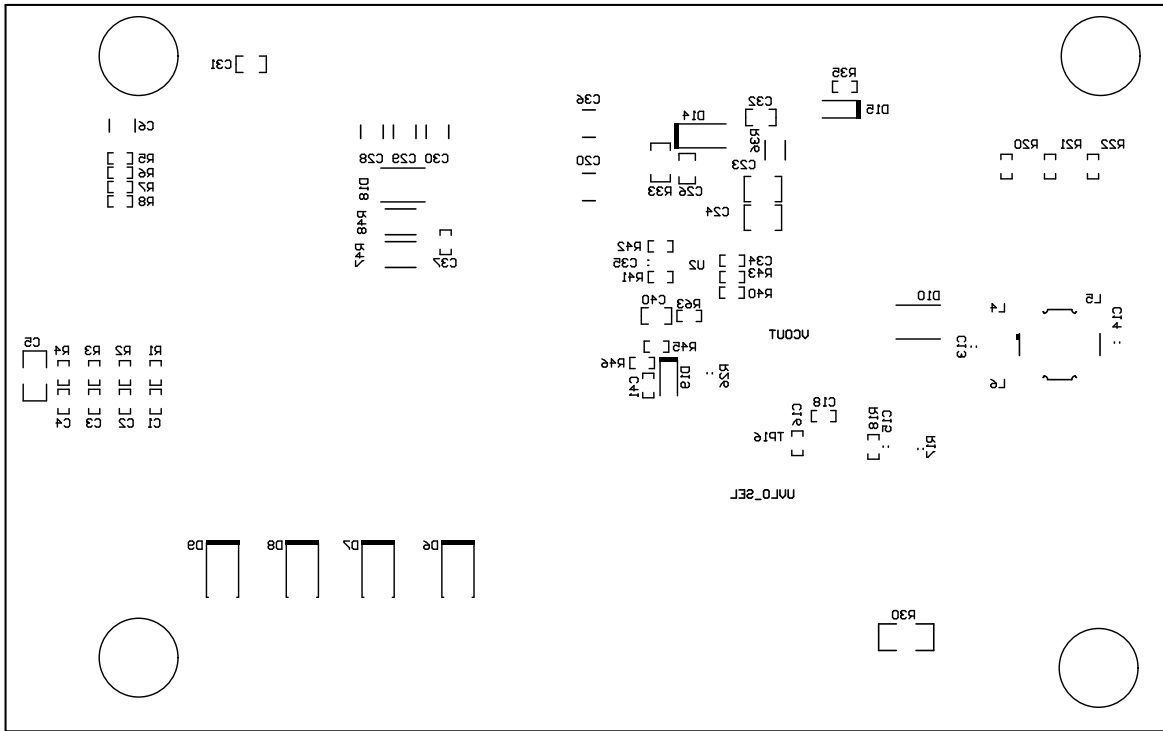 C31
C36
R35
C32
D15
D14
C6
R36
R20
R21
R22
C28
C29
C30
C20
C23
R5
R6
R7
R8
D18
R33
C26
C24
R48
R47
C37
R42
C35
R41
U2
C34
R43
R40
D10
L4
L5
C14
C40
R63
VCOUT
C13
C5
R4
R3
R2
R1
R45
R46
D19
R26
C41
L6
C18
C16
TP16
R18
C15
R17
C4
C3
C2
C1
UVLO_SEL
D9
D8
D7
D6
R30